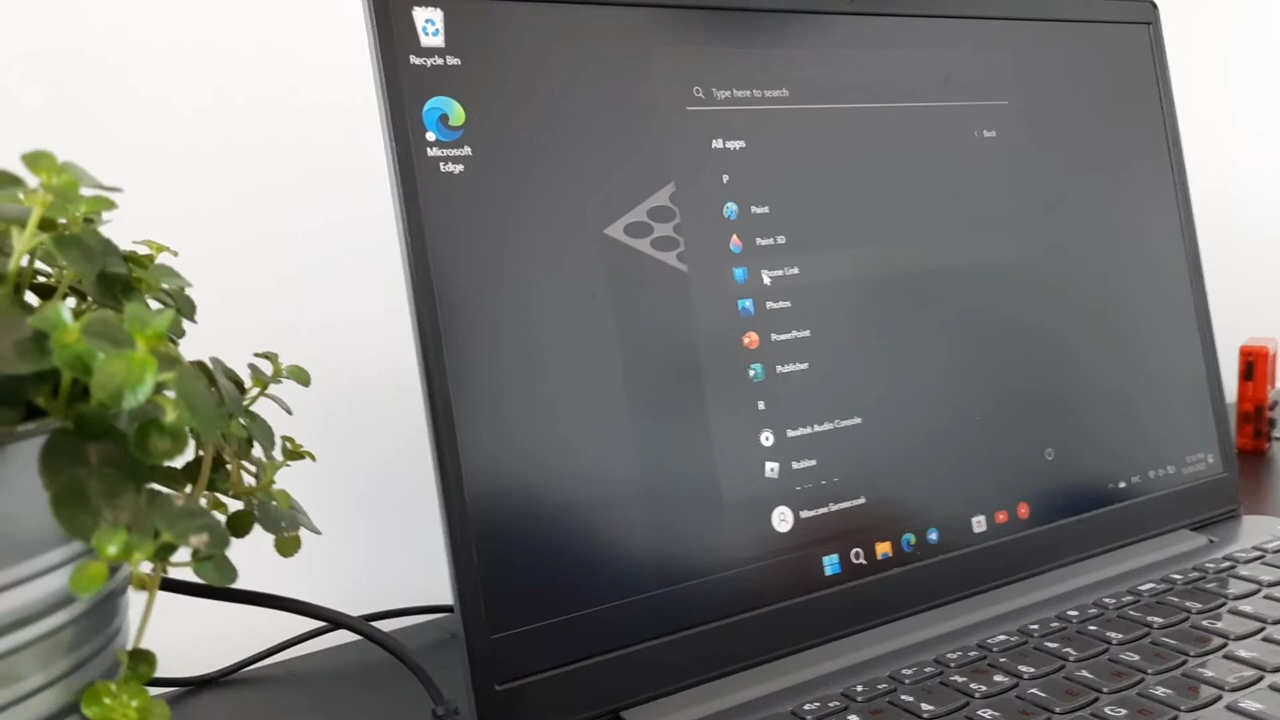 Recycle Bin
Microsoft
Edge
Type here to search
All apps
Back
P
Paint
Paint 3D
Phone Link
Photos
PowerPoint
Publisher
R
Realtek Audio Console
Roblox
РУС